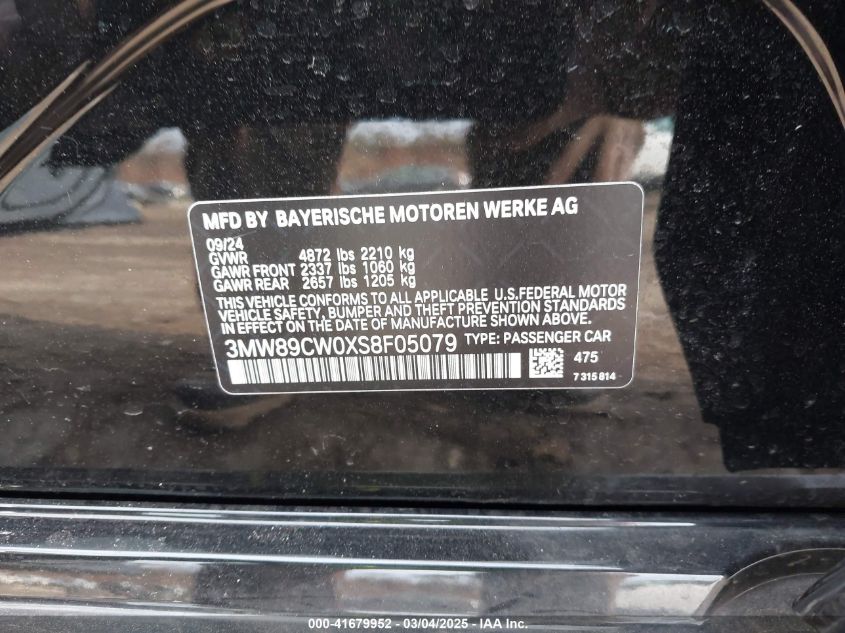 MFD BY BAYERISCHE MOTOREN WERKE AG
09/24
GVWR 4872 lbs 2210 kg
GAWR FRONT 2337 lbs 1060 kg
GAWR REAR 2657 lbs 1205 kg
THIS VEHICLE CONFORMS TO ALL APPLICABLE U.S.FEDERAL MOTOR
VEHICLE SAFETY, BUMPER AND THEFT PREVENTION STANDARDS
IN EFFECT ON THE DATE OF MANUFACTURE SHOWN ABOVE.
3MW89CW0XS8F05079 TYPE: PASSENGER CAR
475
7 315 814
000-41679952 - 03/04/2025 - IAA Inc.